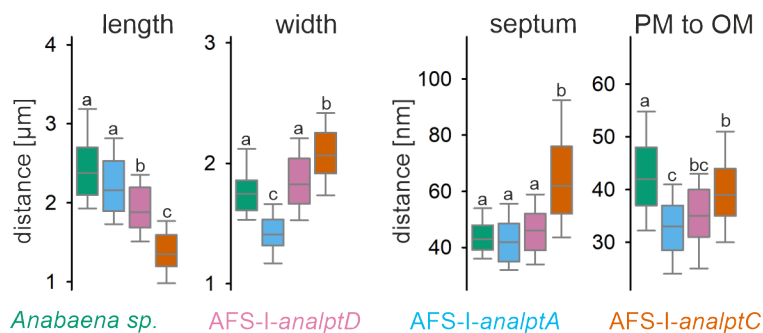 length width septum PM to OM
distance [µm]
4
3
2
1
a
a
b
c
3
2
1
a
c
a
b
distance [nm]
100
80
60
40
a
a
a
b
60
50
40
30
a
c
bc
b
Anabaena sp. AFS-I-analptD AFS-I-analptA AFS-I-analptC